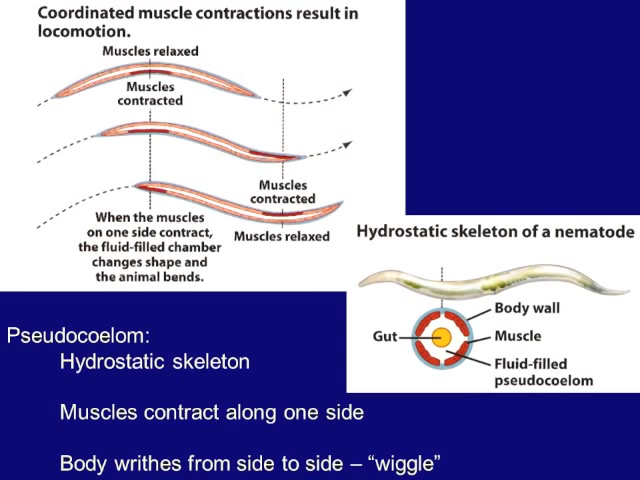 Coordinated muscle contractions result in
locomotion.
Muscles relaxed
Muscles
contracted
Muscles
contracted
When the muscles
on one side contract,
the fluid-filled chamber
changes shape and
the animal bends.
Muscles relaxed
Hydrostatic skeleton of a nematode
Body wall
Gut
Muscle
Fluid-filled
pseudocoelom
Pseudocoelom:
Hydrostatic skeleton
Muscles contract along one side
Body writhes from side to side – “wiggle”